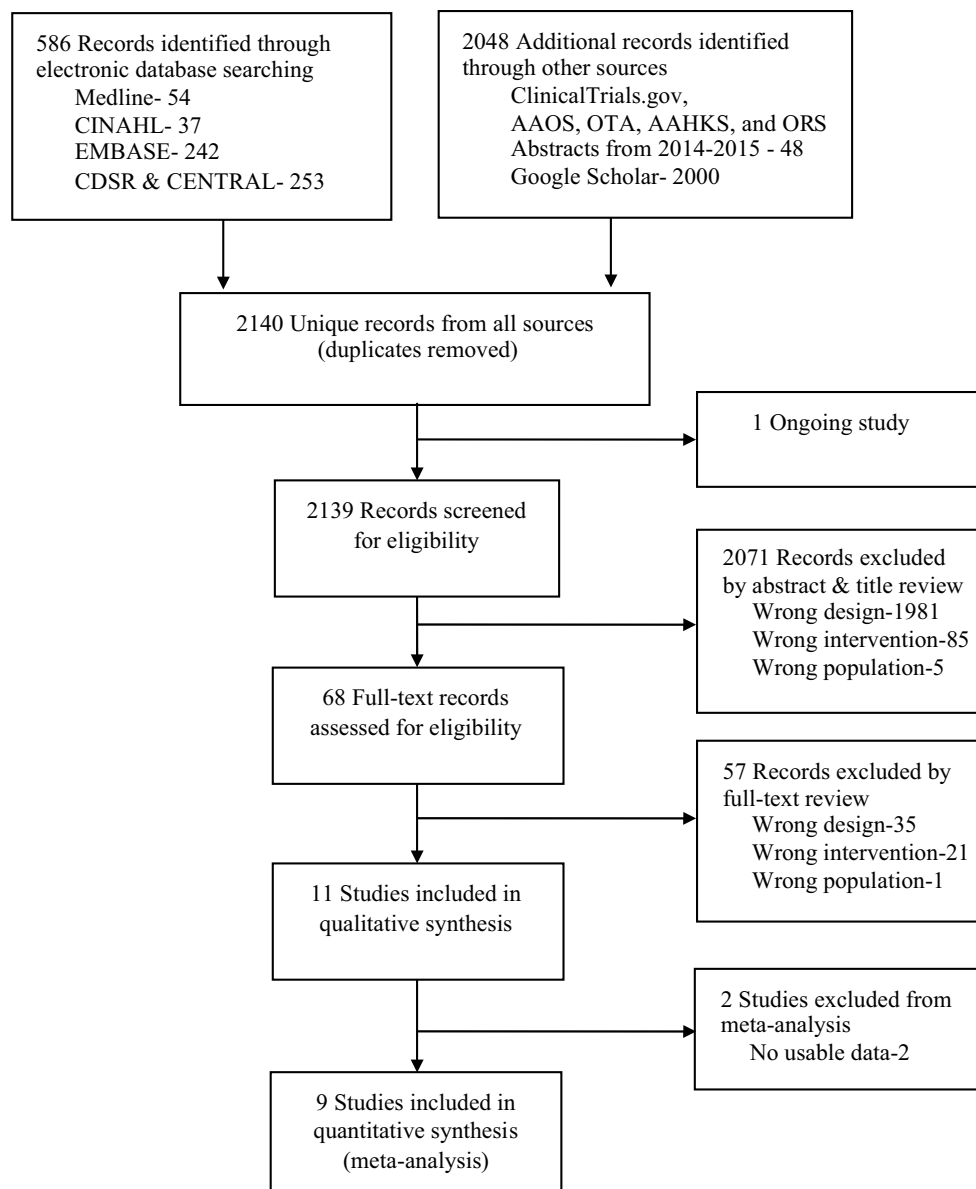 586 Records identified through
electronic database searching
Medline- 54
CINAHL- 37
EMBASE- 242
CDSR & CENTRAL- 253
2048 Additional records identified
through other sources
ClinicalTrials.gov,
AAOS, OTA, AAHKS, and ORS
Abstracts from 2014-2015 - 48
Google Scholar- 2000
2140 Unique records from all sources
(duplicates removed)
1 Ongoing study
2139 Records screened
for eligibility
2071 Records excluded
by abstract & title review
Wrong design-1981
Wrong intervention-85
Wrong population-5
68 Full-text records
assessed for eligibility
57 Records excluded by
full-text review
Wrong design-35
Wrong intervention-21
Wrong population-1
11 Studies included in
qualitative synthesis
2 Studies excluded from
meta-analysis
No usable data-2
9 Studies included in
quantitative synthesis
(meta-analysis)